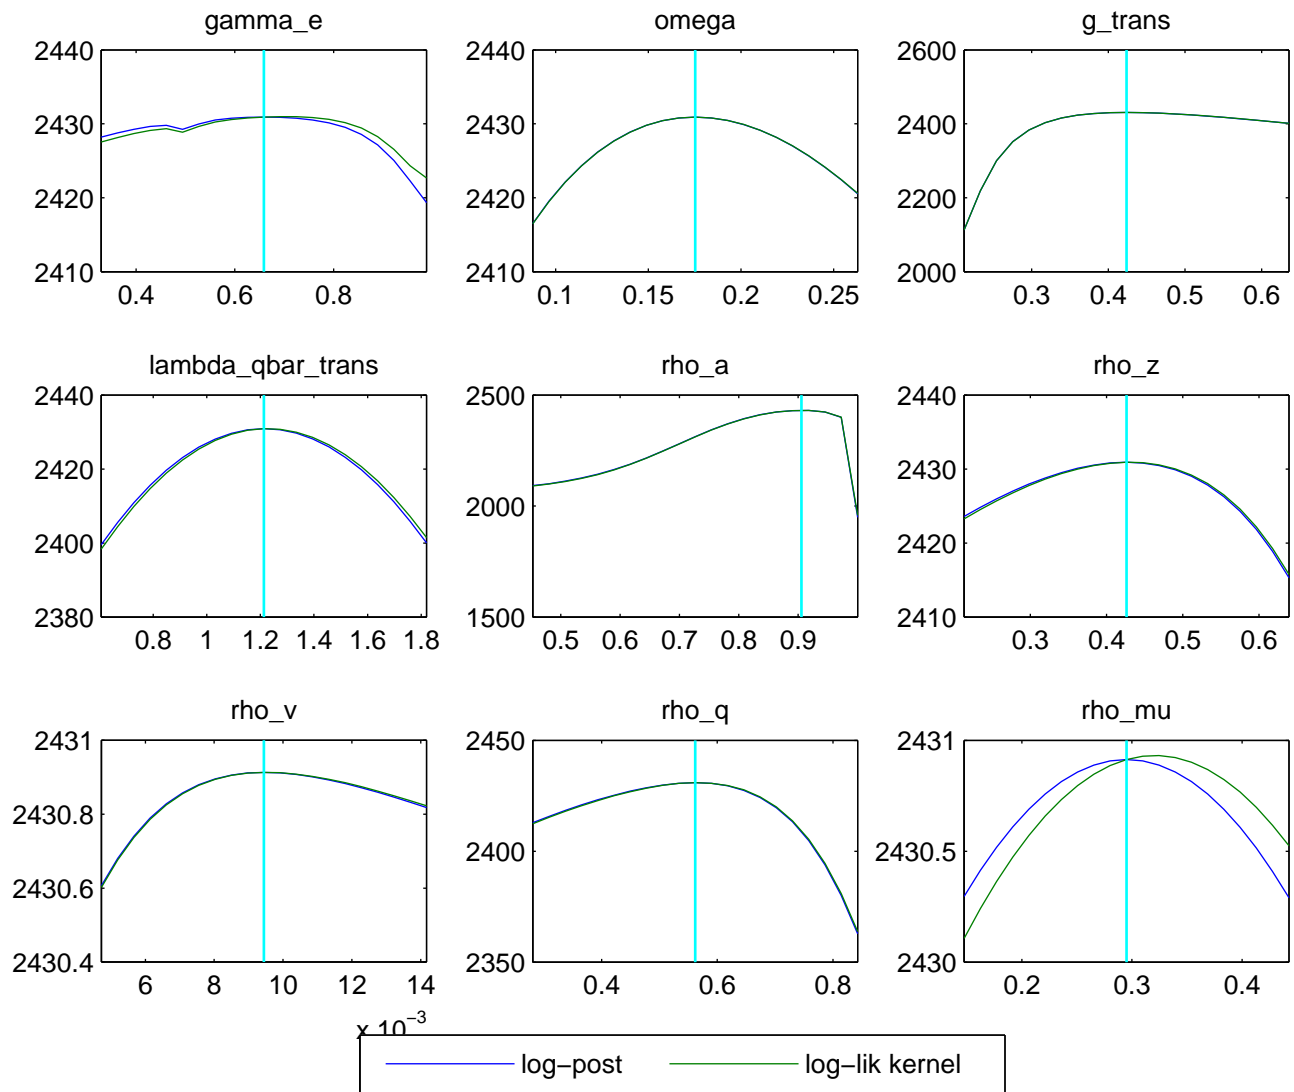 gamma_e
2440
2430
2420
2410
0.4 0.6 0.8
omega
2440
2430
2420
2410
0.1 0.15 0.2 0.25
g_trans
2600
2400
2200
2000
0.3 0.4 0.5 0.6
lambda_qbar_trans
2440
2420
2400
2380
0.8 1 1.2 1.4 1.6 1.8
rho_a
2500
2000
1500
0.5 0.6 0.7 0.8 0.9
rho_z
2440
2430
2420
2410
0.3 0.4 0.5 0.6
rho_v
2431
2430.8
2430.6
2430.4
6 8 10 12 14
x 10−3
rho_q
2450
2400
2350
0.4 0.6 0.8
rho_mu
2431
2430.5
2430
0.2 0.3 0.4
log−post log−lik kernel